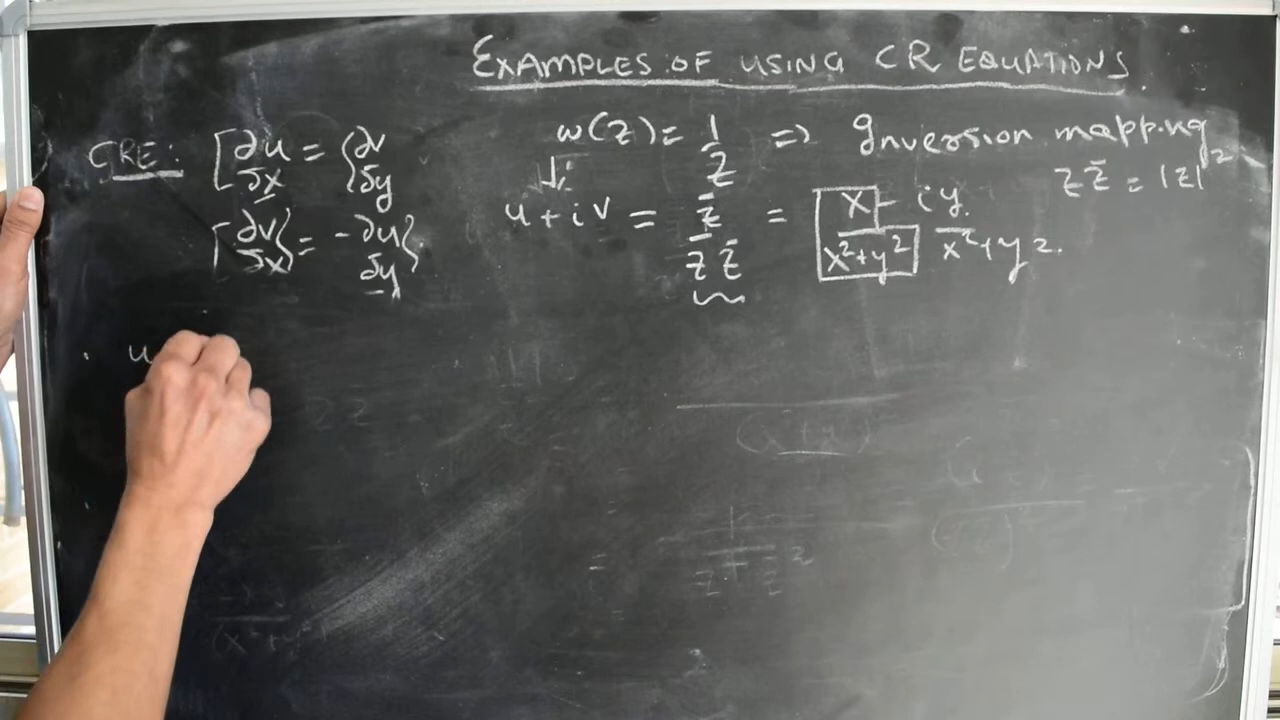 EXAMPLES OF USING CR EQUATIONS
CRE: ∂u/∂x = ∂v/∂y
∂v/∂x = -∂u/∂y
w(z) = 1/z => Inversion mapping
z z̄ = |z|²
u + iv = z̄/(z z̄) = x/(x²+y²) - iy/(x²+y²).
u